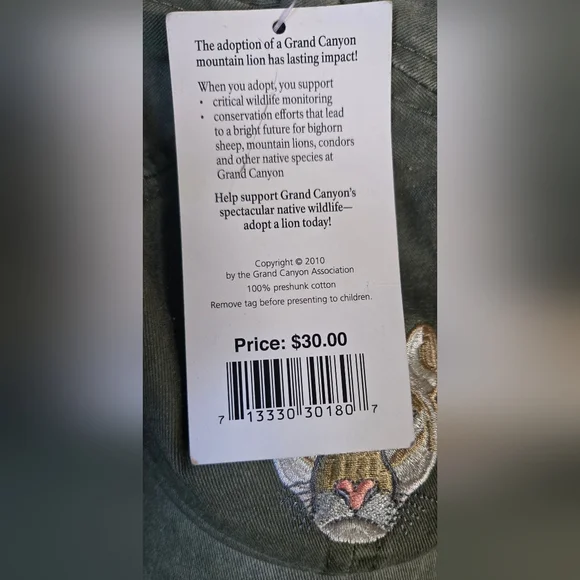 The adoption of a Grand Canyon
mountain lion has lasting impact!
When you adopt, you support
• critical wildlife monitoring
• conservation efforts that lead
to a bright future for bighorn
sheep, mountain lions, condors
and other native species at
Grand Canyon
Help support Grand Canyon's
spectacular native wildlife—
adopt a lion today!
Copyright © 2010
by the Grand Canyon Association
100% preshunk cotton
Remove tag before presenting to children.
Price: $30.00
7 13330 30180 7